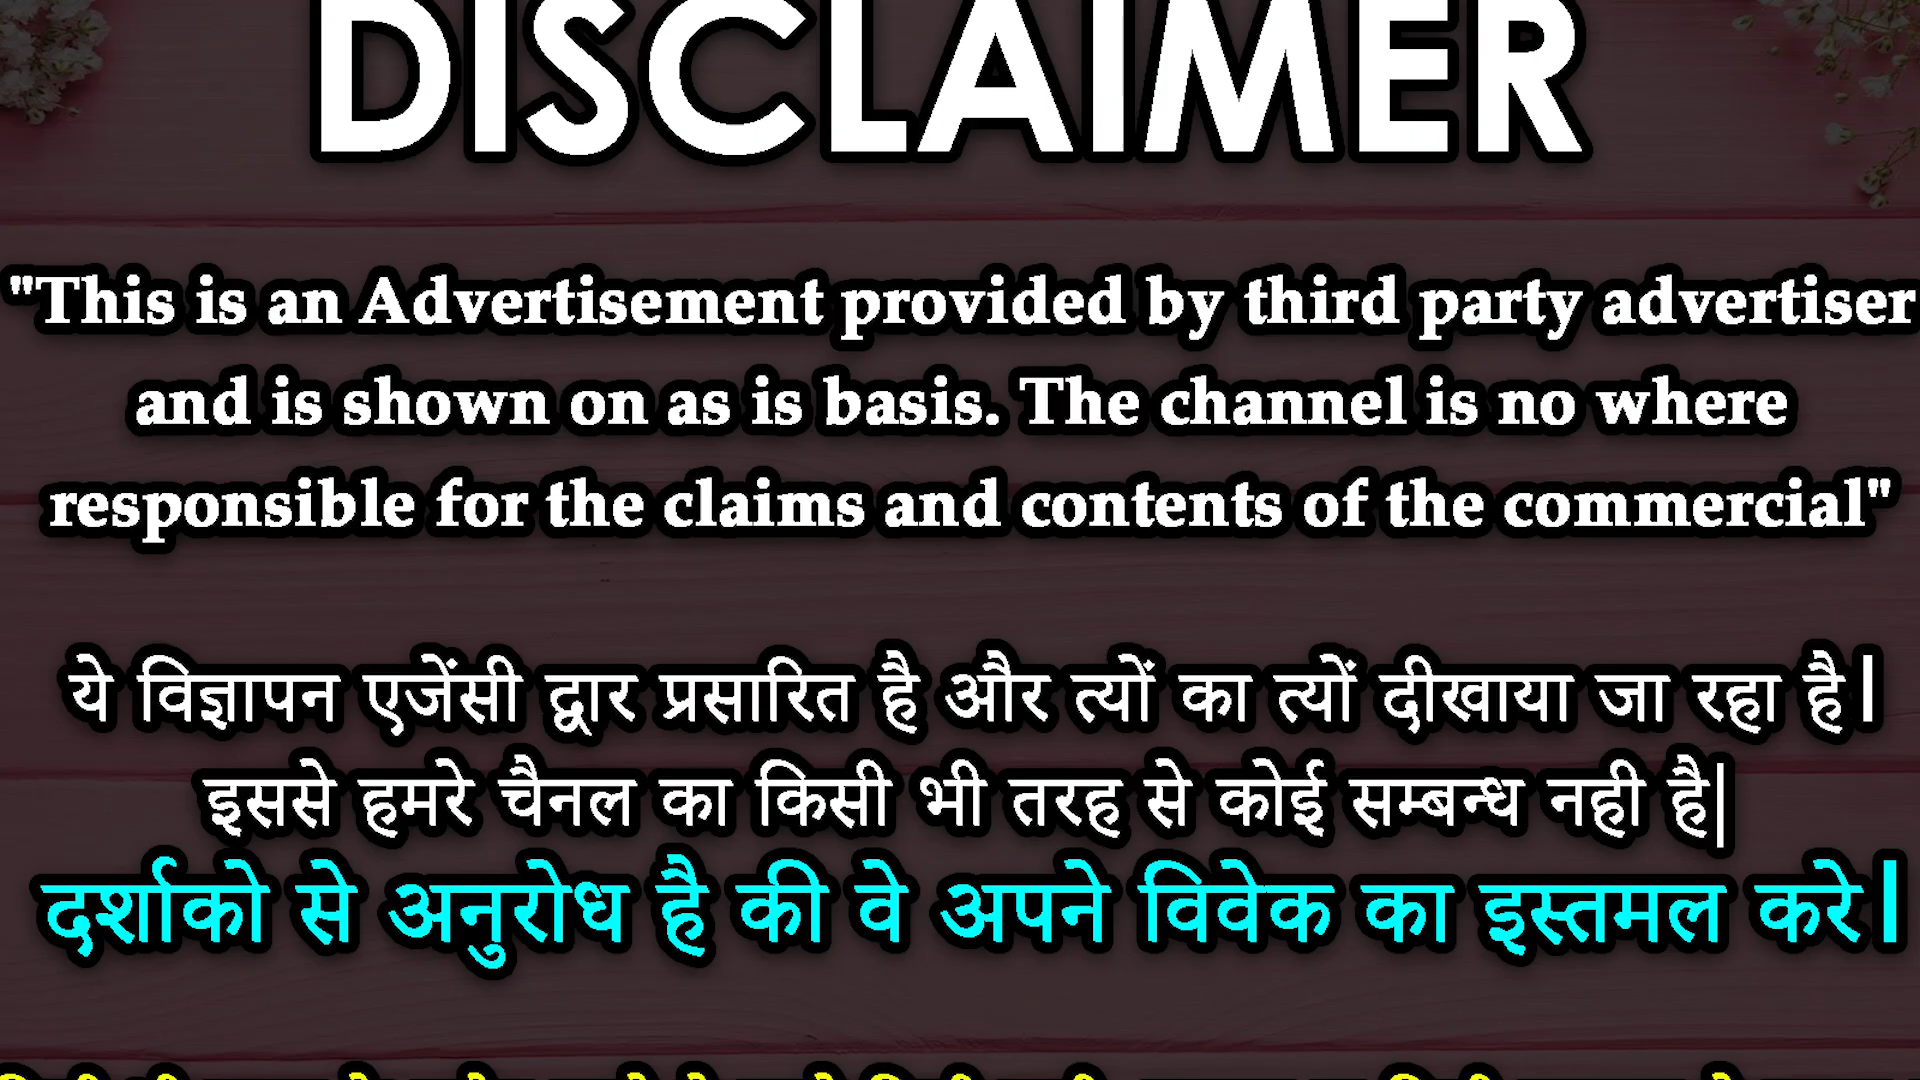 DISCLAIMER
"This is an Advertisement provided by third party advertiser
and is shown on as is basis. The channel is no where
responsible for the claims and contents of the commercial"
ये विज्ञापन एजेंसी द्वार प्रसारित है और त्यों का त्यों दीखाया जा रहा है।
इससे हमरे चैनल का किसी भी तरह से कोई सम्बन्ध नही है|
दर्शाको से अनुरोध है की वे अपने विवेक का इस्तमल करे।